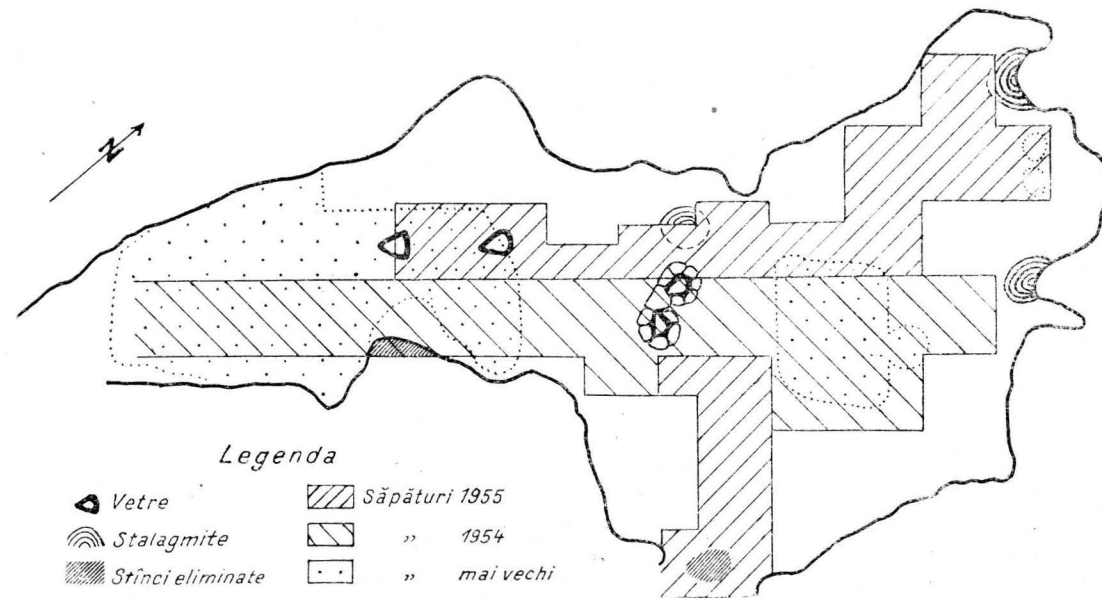 N
Legenda
Vetre
Stalagmite
Stînci eliminate
Săpături 1955
„ 1954
„ mai vechi